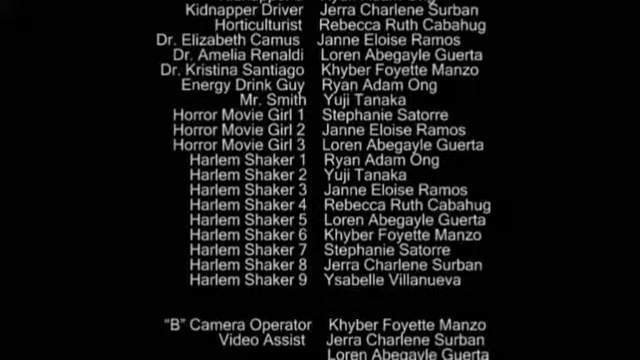 Kidnapper Driver Jerra Charlene Surban
Horticulturist Rebecca Ruth Cabahug
Dr. Elizabeth Camus Janne Eloise Ramos
Dr. Amelia Renaldi Loren Abegayle Guerta
Dr. Kristina Santiago Khyber Foyette Manzo
Energy Drink Guy Ryan Adam Ong
Mr. Smith Yuji Tanaka
Horror Movie Girl 1 Stephanie Satorre
Horror Movie Girl 2 Janne Eloise Ramos
Horror Movie Girl 3 Loren Abegayle Guerta
Harlem Shaker 1 Ryan Adam Ong
Harlem Shaker 2 Yuji Tanaka
Harlem Shaker 3 Janne Eloise Ramos
Harlem Shaker 4 Rebecca Ruth Cabahug
Harlem Shaker 5 Loren Abegayle Guerta
Harlem Shaker 6 Khyber Foyette Manzo
Harlem Shaker 7 Stephanie Satorre
Harlem Shaker 8 Jerra Charlene Surban
Harlem Shaker 9 Ysabelle Villanueva
“B” Camera Operator Khyber Foyette Manzo
Video Assist Jerra Charlene Surban
Loren Abegayle Guerta